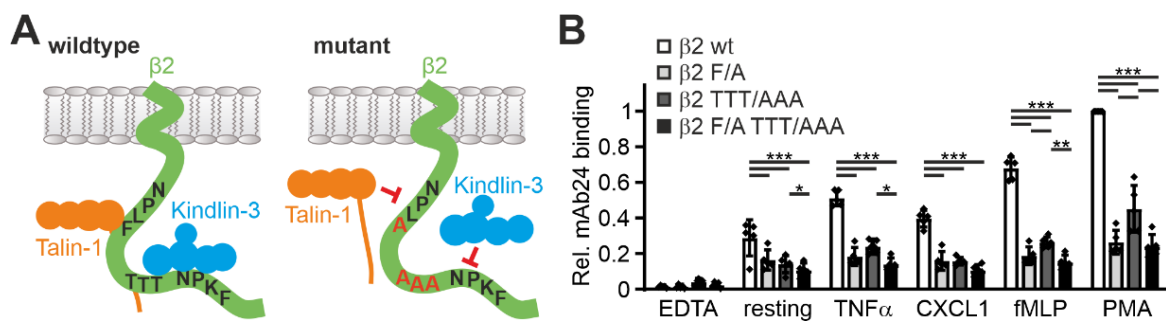 A
wildtype
mutant
β2
β2
N
P
L
F
Talin-1
Kindlin-3
TTT
NPKF
N
P
L
A
Talin-1
Kindlin-3
AAA
NPKF
B
β2 wt
β2 F/A
β2 TTT/AAA
β2 F/A TTT/AAA
Rel. mAb24 binding
1
0.8
0.6
0.4
0.2
0
***
*
***
*
***
***
**
***
EDTA resting TNFα CXCL1 fMLP PMA